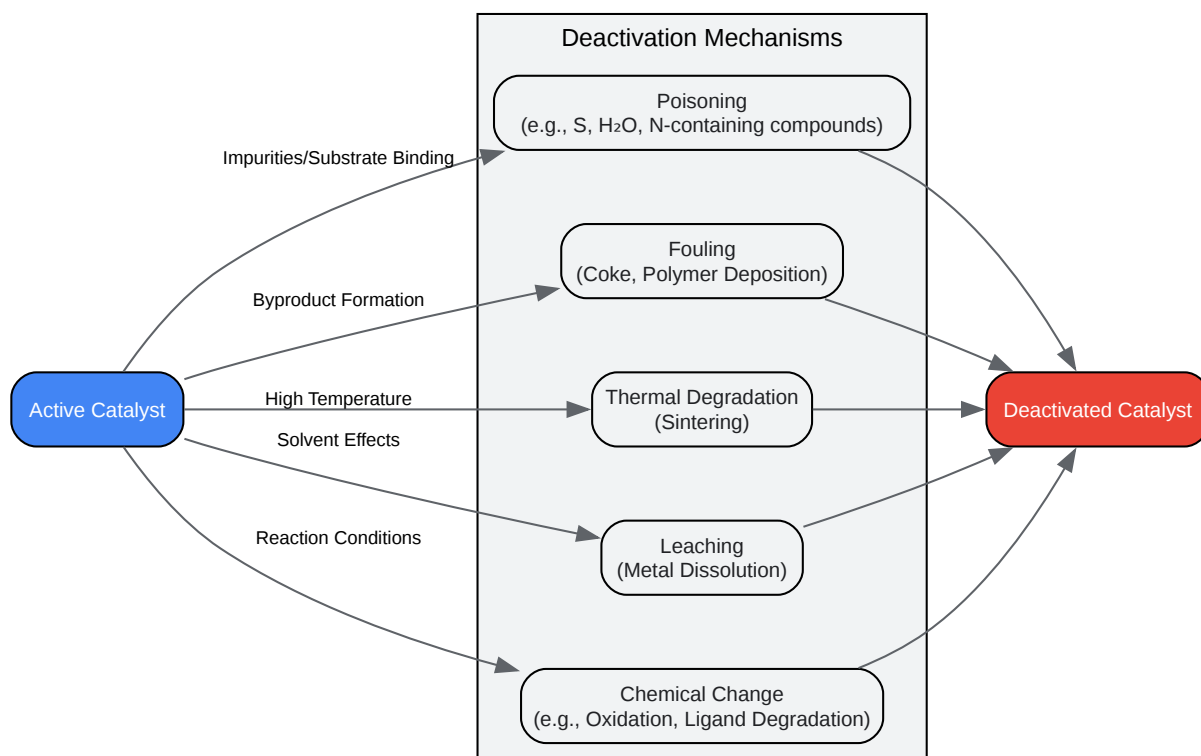 Deactivation Mechanisms
Poisoning
(e.g., S, H₂O, N-containing compounds)
Impurities/Substrate Binding
Fouling
(Coke, Polymer Deposition)
Byproduct Formation
Active Catalyst
High Temperature
Thermal Degradation
(Sintering)
Deactivated Catalyst
Solvent Effects
Leaching
(Metal Dissolution)
Reaction Conditions
Chemical Change
(e.g., Oxidation, Ligand Degradation)